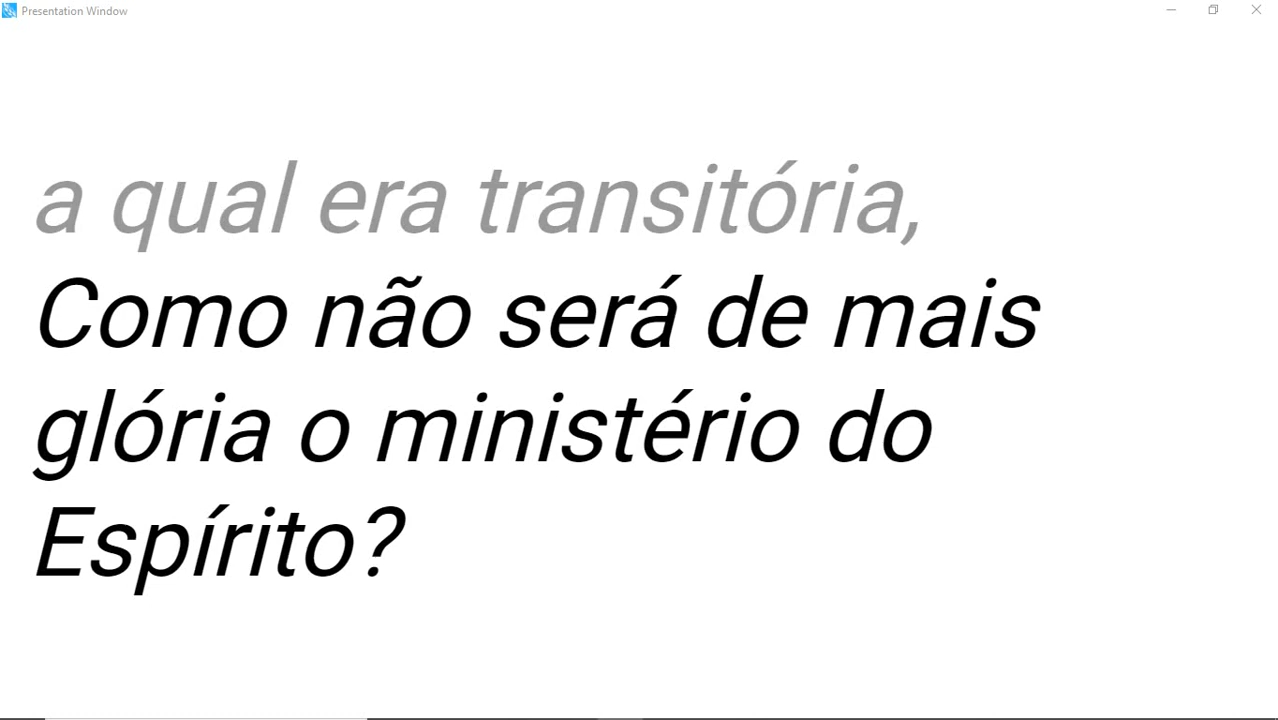 Presentation Window
a qual era transitória,
Como não será de mais
glória o ministério do
Espírito?